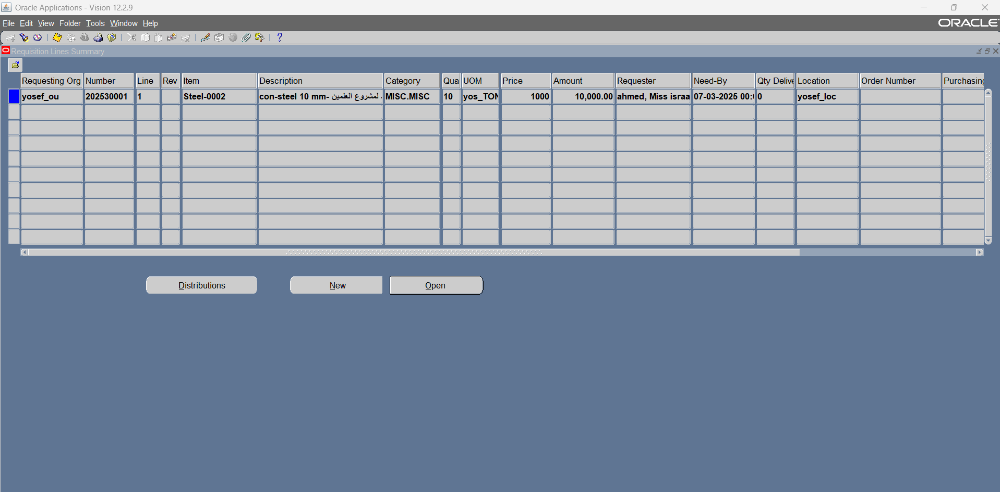 Oracle Applications - Vision 12.2.9
File Edit View Folder Tools Window Help
ORACLE
Requisition Lines Summary
Requesting Org Number Line Rev Item Description Category Qua UOM Price Amount Requester Need-By Qty Delive Location Order Number Purchasing
yosef_ou 202530001 1 Steel-0002 con-steel 10 mm- لمشروع العلمين MISC.MISC 10 yos_TON 1000 10,000.00 ahmed, Miss israa 07-03-2025 00: 0 yosef_loc
Distributions New Open